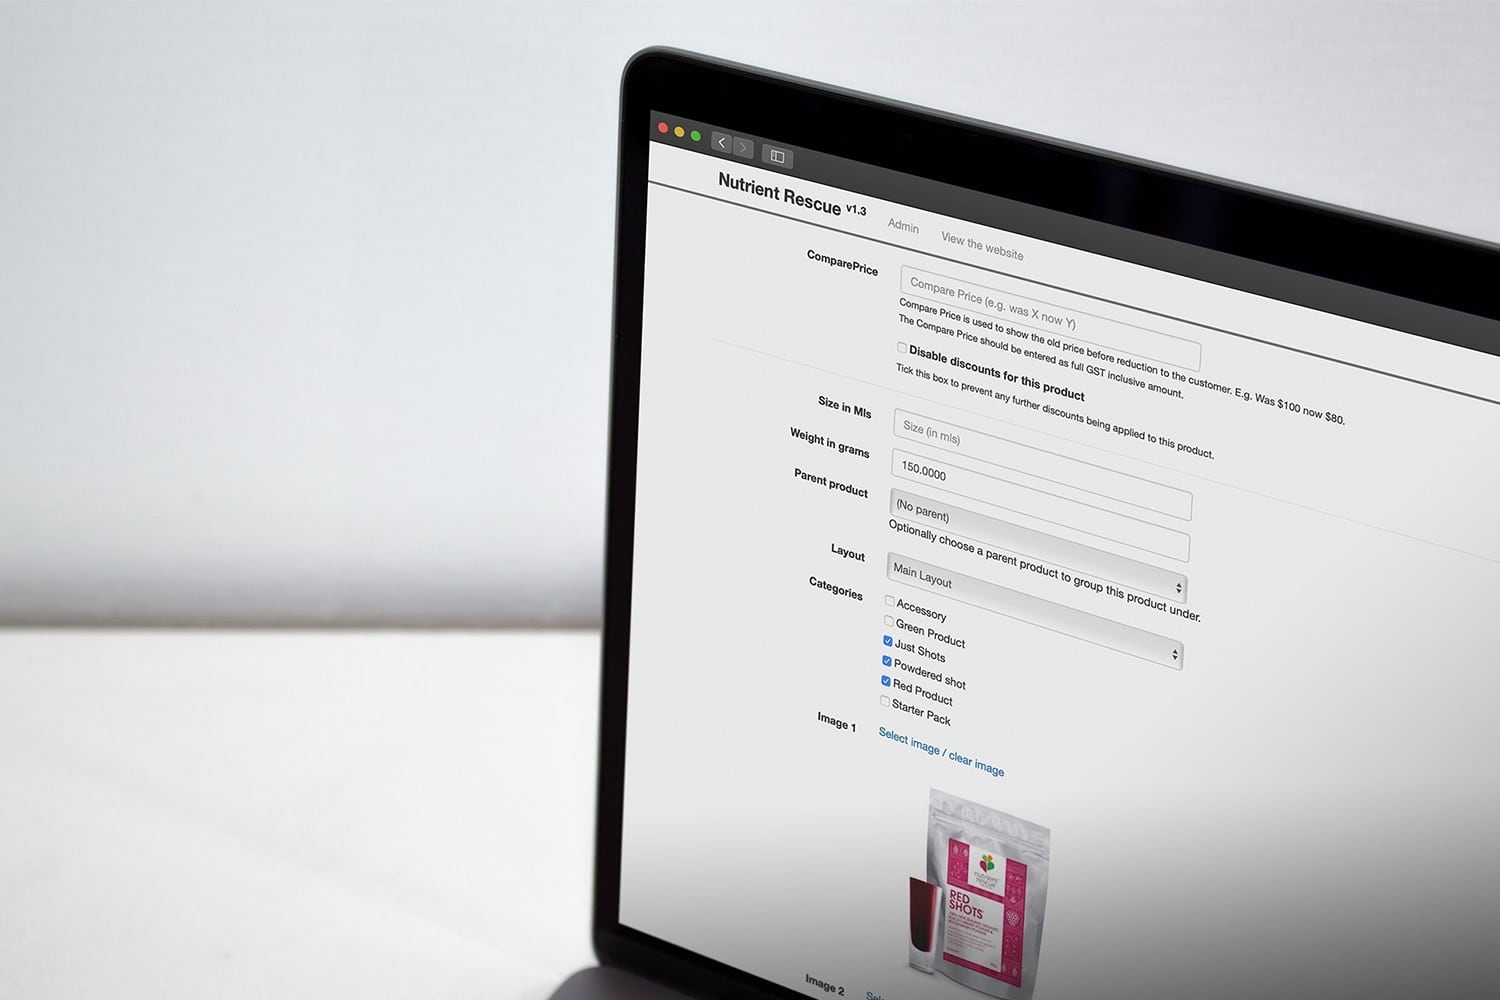 Nutrient Rescue v1.3
Admin
View the website
ComparePrice
Compare Price (e.g. was X now Y)
Compare Price is used to show the old price before reduction to the customer. E.g. Was $100 now $80.
The Compare Price should be entered as full GST inclusive amount.
Disable discounts for this product
Tick this box to prevent any further discounts being applied to this product.
Size in Mls
Size (in mls)
Weight in grams
150.0000
Parent product
(No parent)
Optionally choose a parent product to group this product under.
Layout
Main Layout
Categories
Accessory
Green Product
Just Shots
Powdered shot
Red Product
Starter Pack
Image 1
Select image / clear image
nutrient
rescue
RED
SHOTS
Image 2